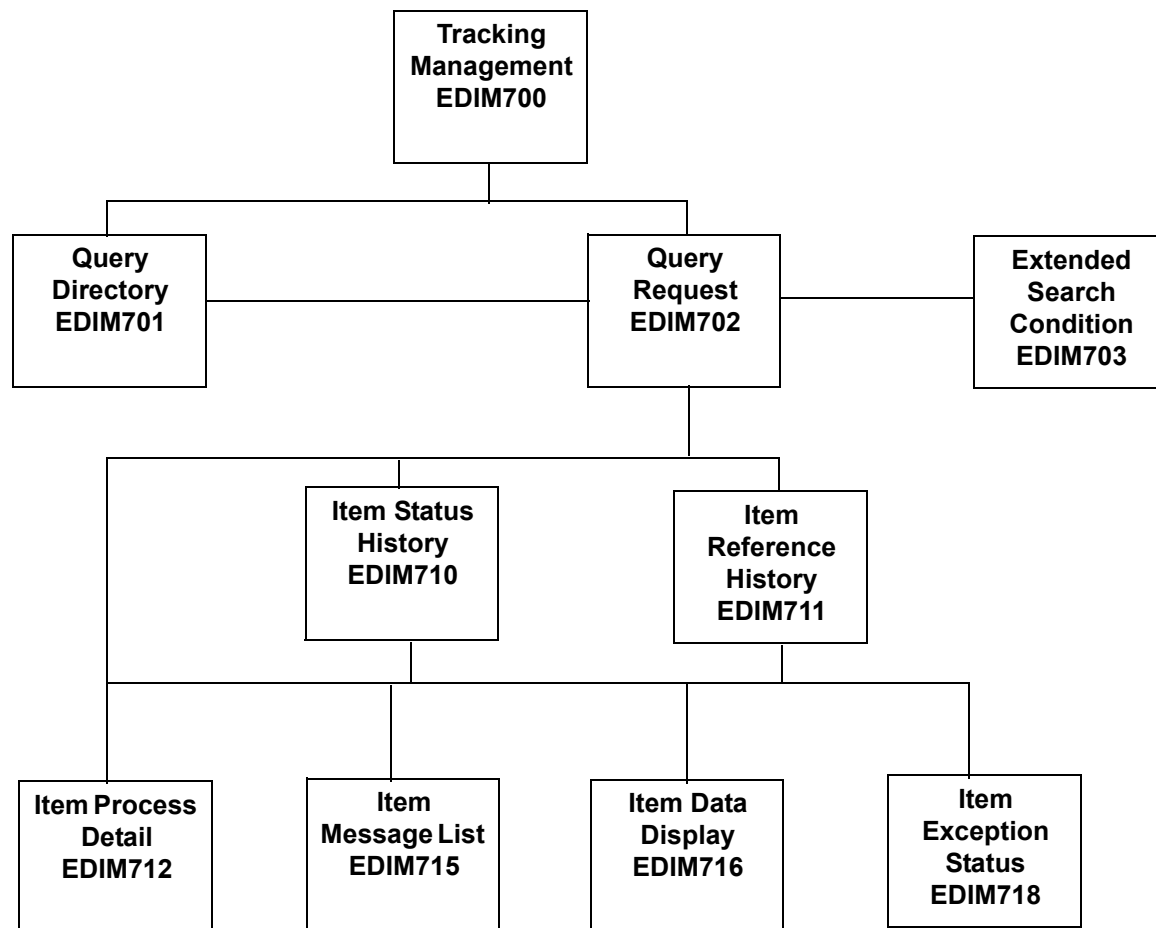 Tracking
Management
EDIM700
Query
Directory
EDIM701
Query
Request
EDIM702
Extended
Search
Condition
EDIM703
Item Status
History
EDIM710
Item
Reference
History
EDIM711
Item Process
Detail
EDIM712
Item
Message List
EDIM715
Item Data
Display
EDIM716
Item
Exception
Status
EDIM718